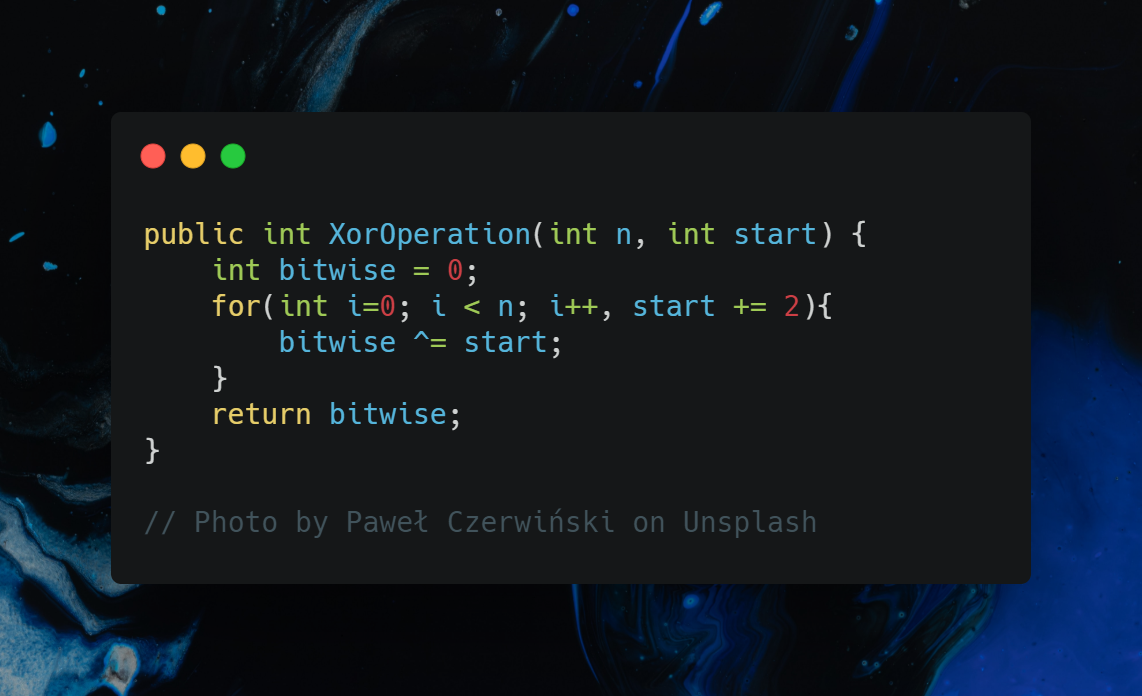 public int XorOperation(int n, int start) {
    int bitwise = 0;
    for(int i=0; i < n; i++, start += 2){
        bitwise ^= start;
    }
    return bitwise;
}
// Photo by Paweł Czerwiński on Unsplash